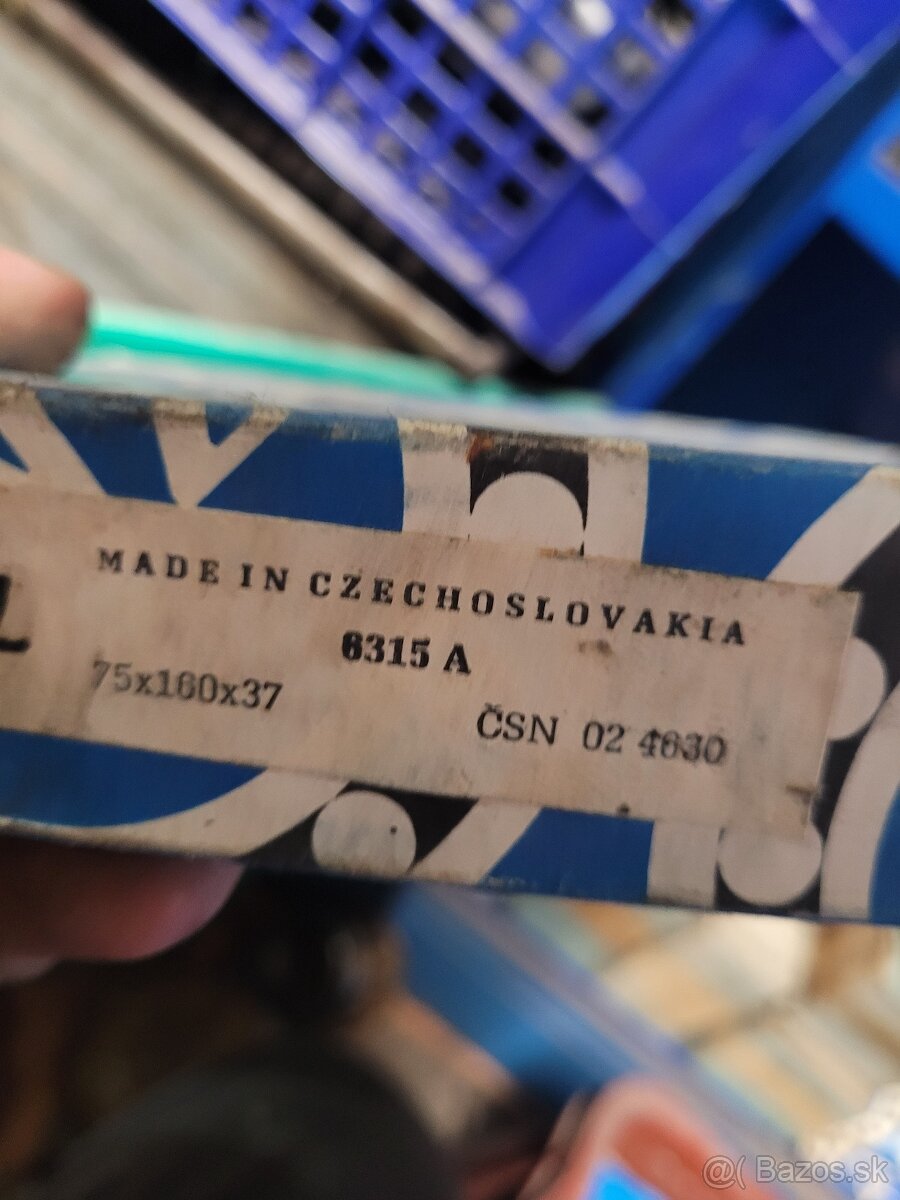 MADE IN CZECHOSLOVAKIA
6315 A
75x160x37
ČSN 02 4630
@( Bazos.sk